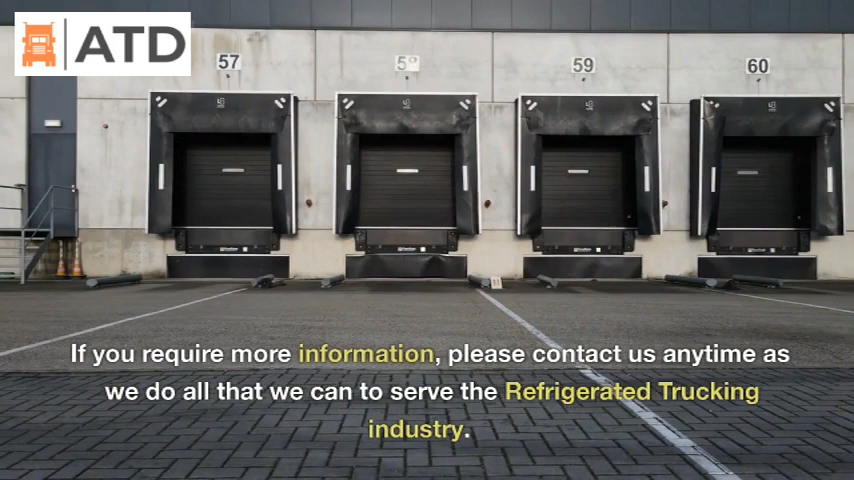 ATD
57
59
60
If you require more information, please contact us anytime as
we do all that we can to serve the Refrigerated Trucking
industry.